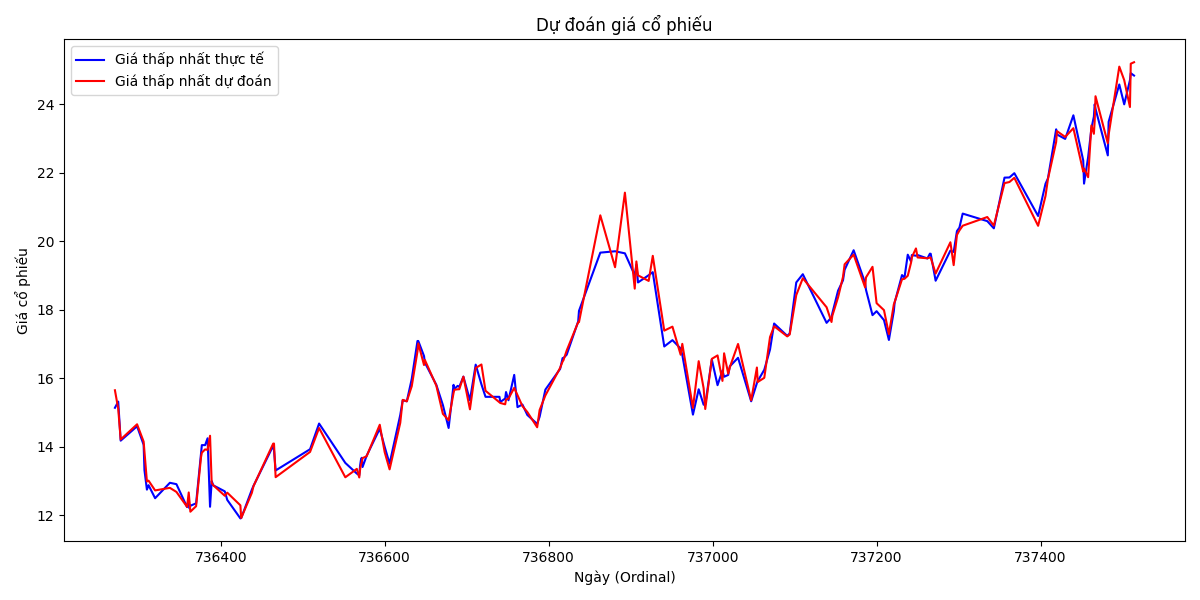 Dự đoán giá cổ phiếu
Giá thấp nhất thực tế
Giá thấp nhất dự đoán
Giá cổ phiếu
24
22
20
18
16
14
12
736400 736600 736800 737000 737200 737400
Ngày (Ordinal)